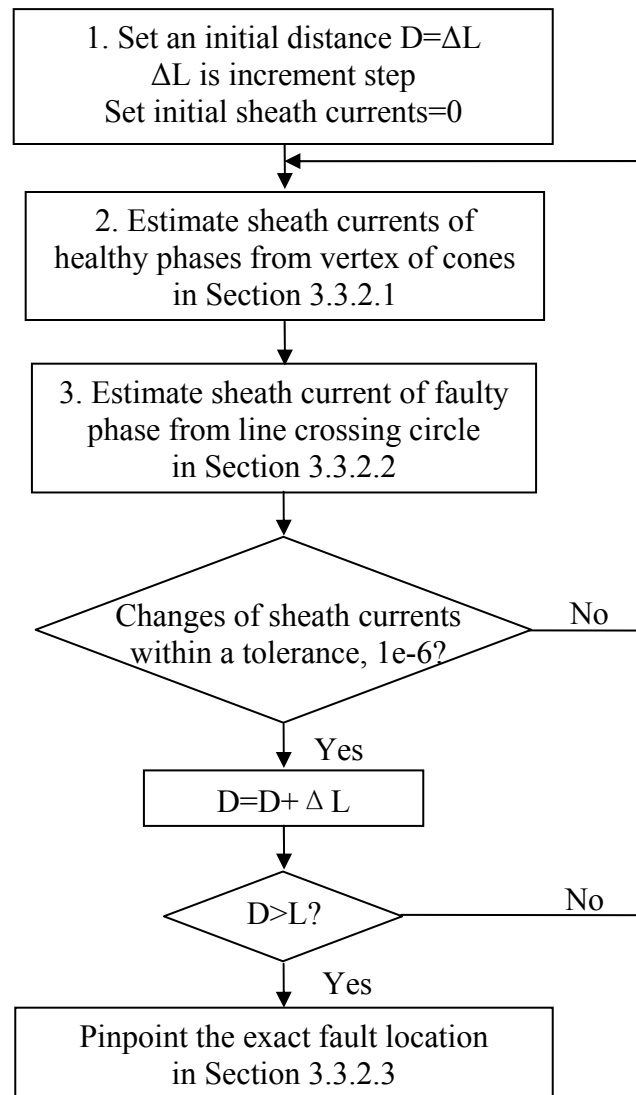 1. Set an initial distance D=ΔL
ΔL is increment step
Set initial sheath currents=0
2. Estimate sheath currents of
healthy phases from vertex of cones
in Section 3.3.2.1
3. Estimate sheath current of faulty
phase from line crossing circle
in Section 3.3.2.2
Changes of sheath currents
within a tolerance, 1e-6?
No
Yes
D=D+ Δ L
D>L?
No
Yes
Pinpoint the exact fault location
in Section 3.3.2.3